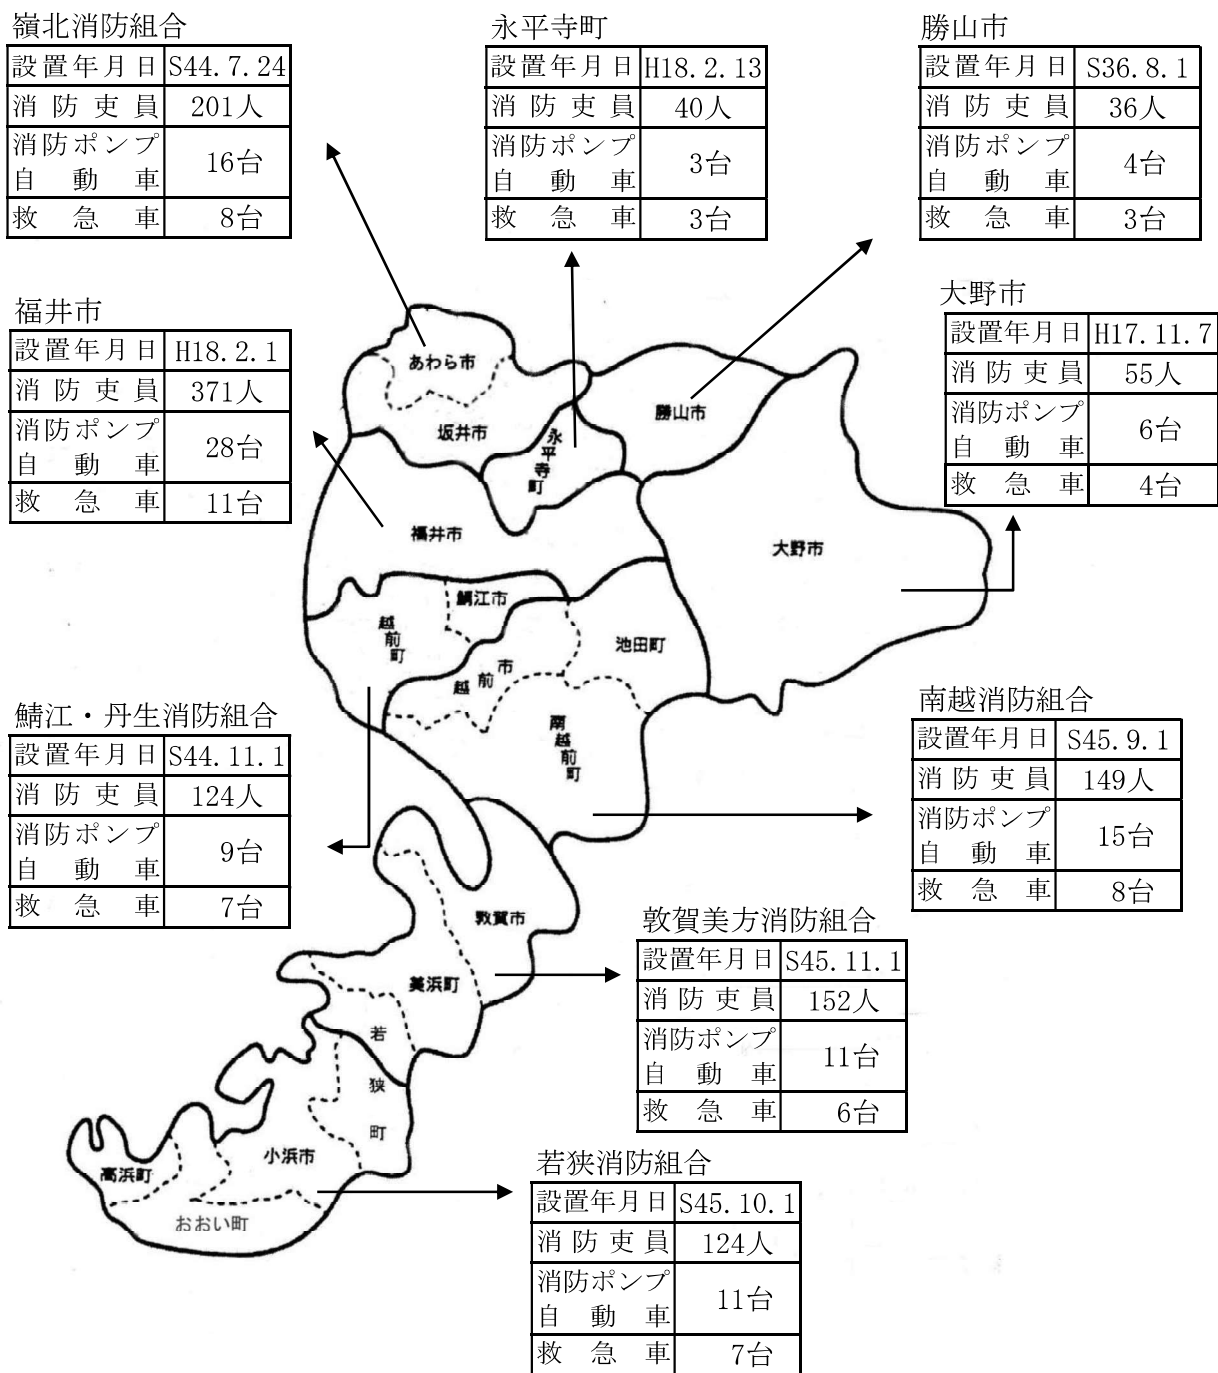 嶺北消防組合
設置年月日 S44.7.24
消防吏員 201人
消防ポンプ
自動車 16台
救急車 8台
永平寺町
設置年月日 H18.2.13
消防吏員 40人
消防ポンプ
自動車 3台
救急車 3台
勝山市
設置年月日 S36.8.1
消防吏員 36人
消防ポンプ
自動車 4台
救急車 3台
福井市
設置年月日 H18.2.1
消防吏員 371人
消防ポンプ
自動車 28台
救急車 11台
大野市
設置年月日 H17.11.7
消防吏員 55人
消防ポンプ
自動車 6台
救急車 4台
あわら市
坂井市
永平寺町
勝山市
福井市
大野市
鯖江市
越前町
池田町
越前市
南越前町
鯖江・丹生消防組合
設置年月日 S44.11.1
消防吏員 124人
消防ポンプ
自動車 9台
救急車 7台
南越消防組合
設置年月日 S45.9.1
消防吏員 149人
消防ポンプ
自動車 15台
救急車 8台
敦賀市
美浜町
若狭町
小浜市
高浜町
おおい町
敦賀美方消防組合
設置年月日 S45.11.1
消防吏員 152人
消防ポンプ
自動車 11台
救急車 6台
若狭消防組合
設置年月日 S45.10.1
消防吏員 124人
消防ポンプ
自動車 11台
救急車 7台